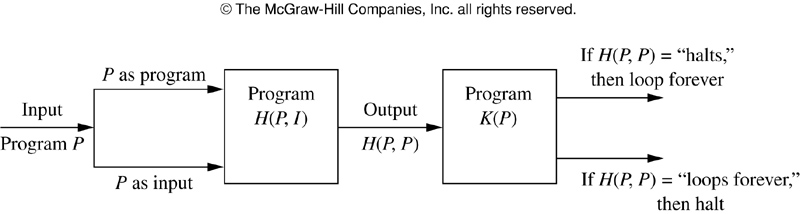 © The McGraw-Hill Companies, Inc. all rights reserved.
Input
Program P
P as program
P as input
Program
H(P, I)
Output
H(P, P)
Program
K(P)
If H(P, P) = “halts,”
then loop forever
If H(P, P) = “loops forever,”
then halt